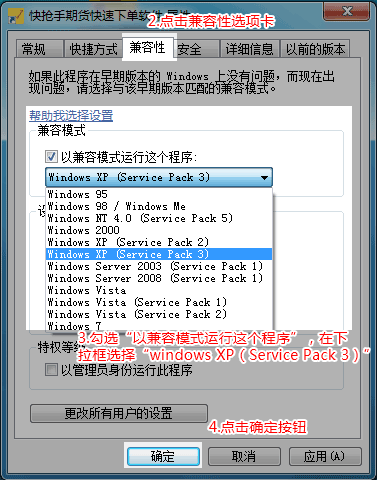 快抢手期货快速下单软件 属性
2.点击兼容性选项卡
常规 快捷方式 兼容性 安全 详细信息 以前的版本
如果此程序在早期版本的 Windows 上没有问题，而现在出
现问题，请选择与该早期版本匹配的兼容模式。
帮助我选择设置
兼容模式
以兼容模式运行这个程序:
Windows XP (Service Pack 3)
Windows 95
Windows 98 / Windows Me
Windows NT 4.0 (Service Pack 5)
Windows 2000
Windows XP (Service Pack 2)
Windows XP (Service Pack 3)
Windows Server 2003 (Service Pack 1)
Windows Server 2008 (Service Pack 1)
Windows Vista
Windows Vista (Service Pack 1)
Windows Vista (Service Pack 2)
Windows 7
3.勾选“以兼容模式运行这个程序”，在下
拉框选择“windows XP（Service Pack 3）”
特权等级
以管理员身份运行此程序
更改所有用户的设置
4.点击确定按钮
确定 取消 应用(A)